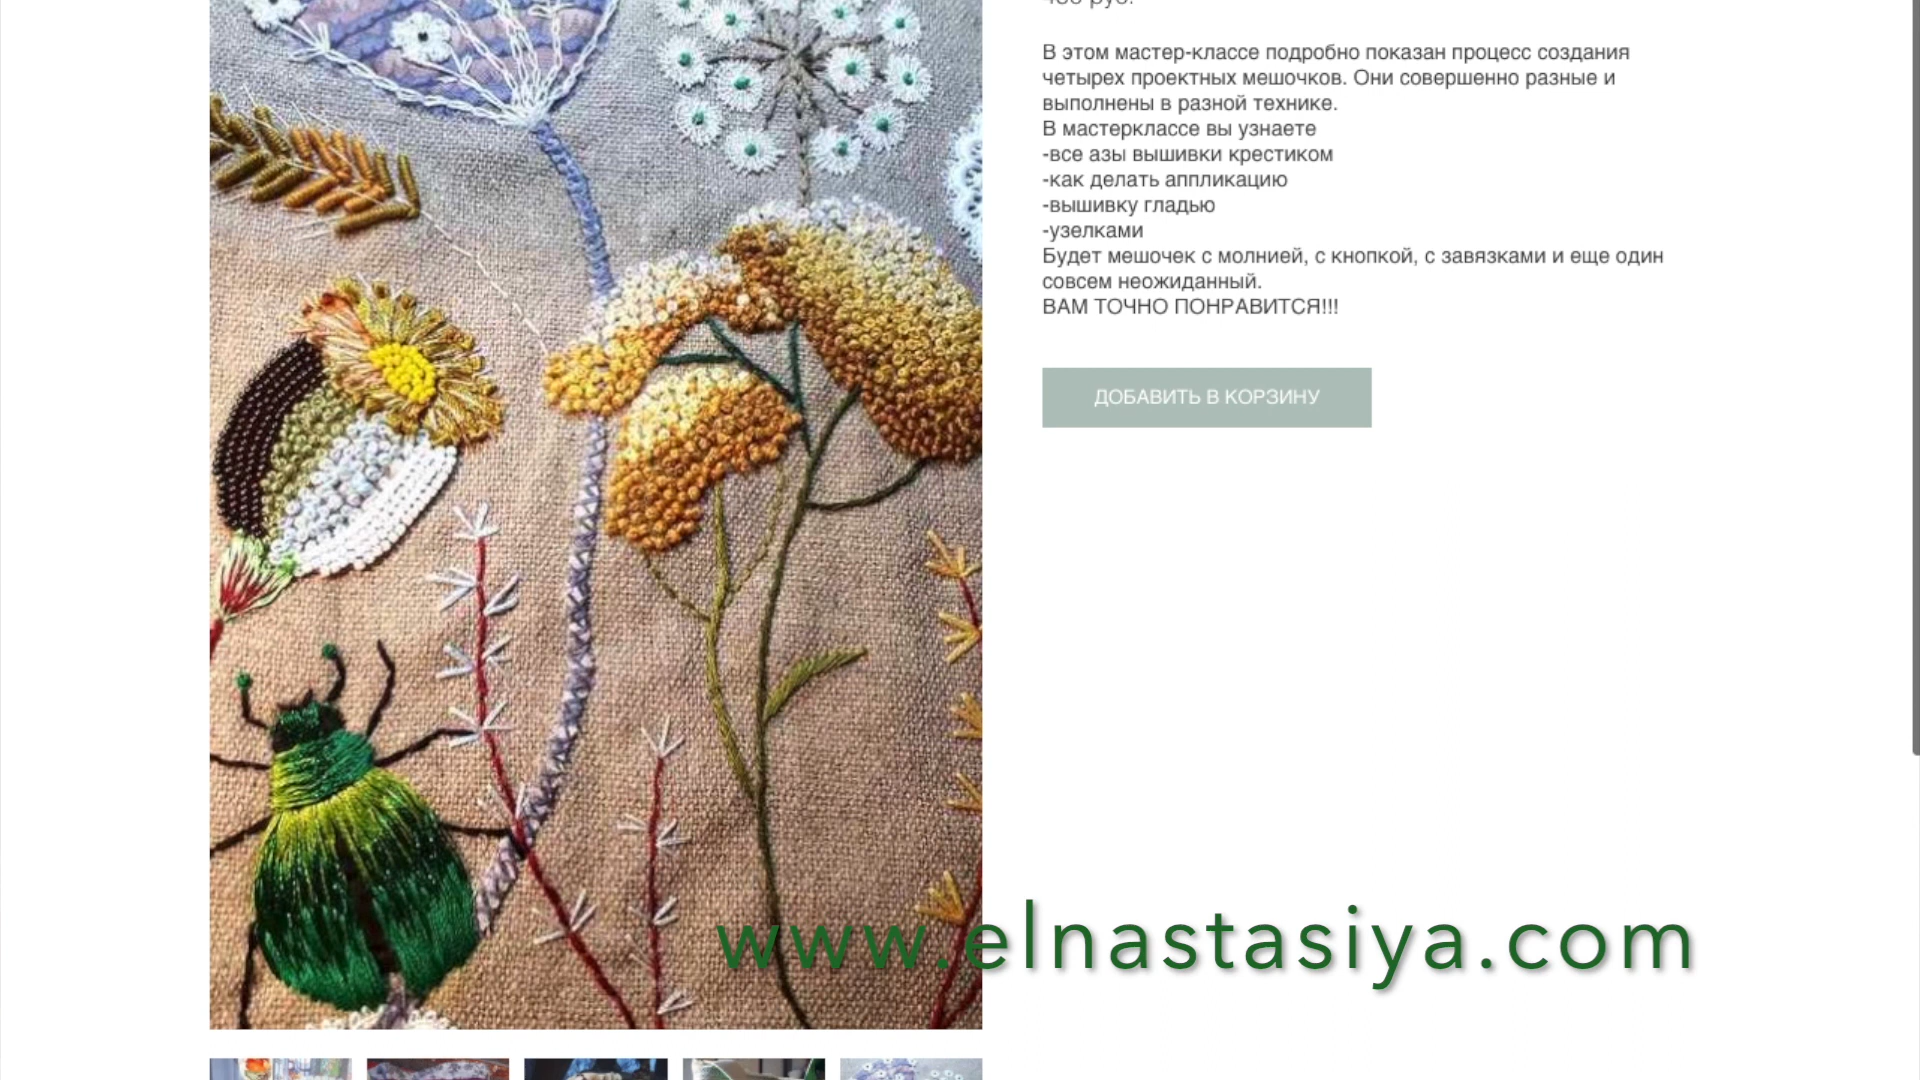 В этом мастер-классе подробно показан процесс создания
четырех проектных мешочков. Они совершенно разные и
выполнены в разной технике.
В мастерклассе вы узнаете
-все азы вышивки крестиком
-как делать аппликацию
-вышивку гладью
-узелками
Будет мешочек с молнией, с кнопкой, с завязками и еще один
совсем неожиданный.
ВАМ ТОЧНО ПОНРАВИТСЯ!!!
ДОБАВИТЬ В КОРЗИНУ
www.elnastasiya.com